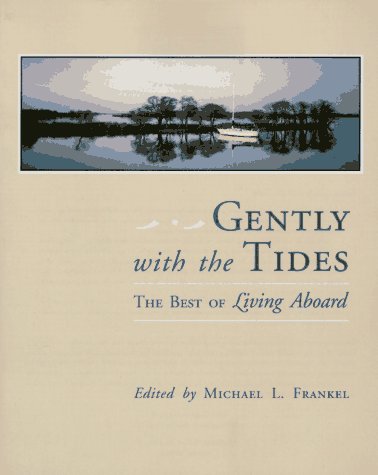 GENTLY
with the TIDES
THE BEST OF Living Aboard
Edited by MICHAEL L. FRANKEL